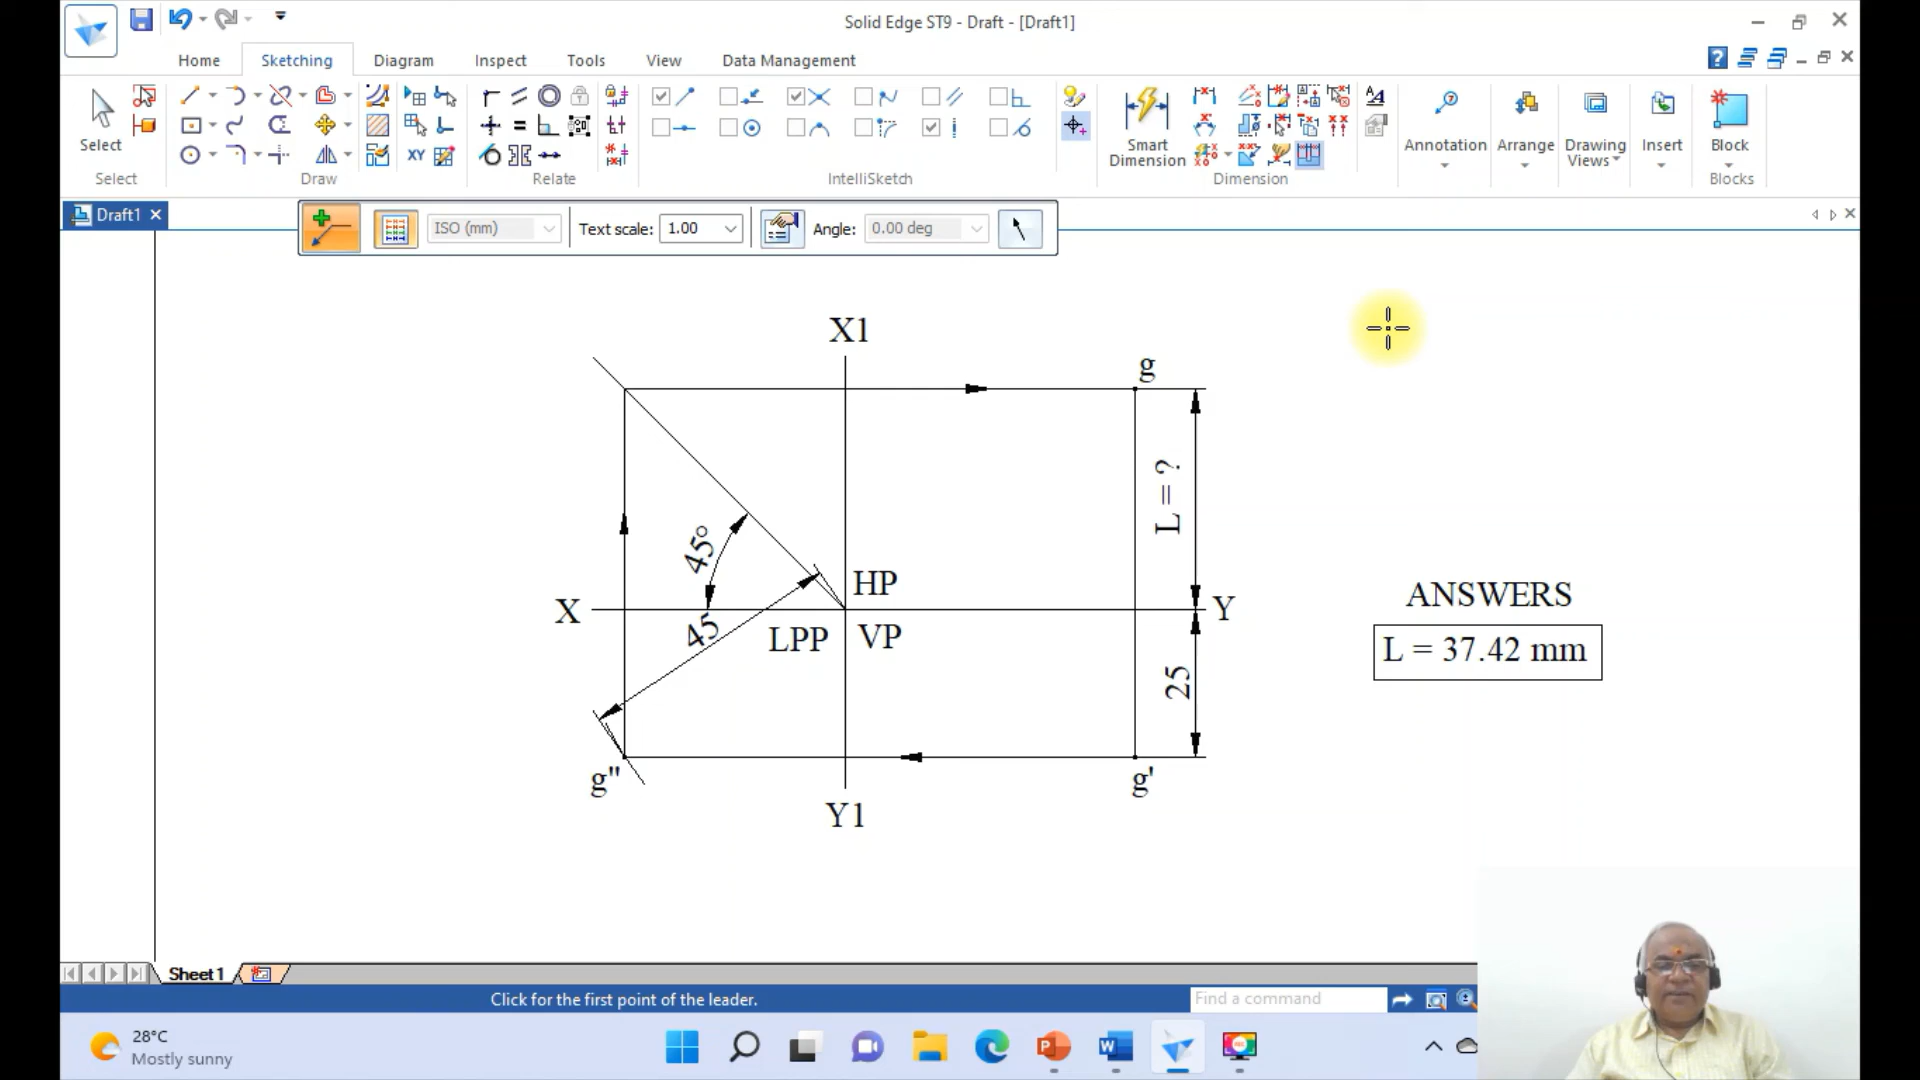 Solid Edge ST9 - Draft - [Draft1]
Home
Sketching
Diagram
Inspect
Tools
View
Data Management
Select
Smart
Dimension
Annotation
Arrange
Drawing
Views
Insert
Block
Select
Draw
Relate
IntelliSketch
Dimension
Blocks
XY
A
Draft1
ISO (mm)
Text scale: 1.00
Angle: 0.00 deg
X1
g
L = ?
45°
HP
X
Y
45
LPP
VP
25
g"
g'
Y1
ANSWERS
L = 37.42 mm
Sheet1
Click for the first point of the leader.
Find a command
28°C
Mostly sunny